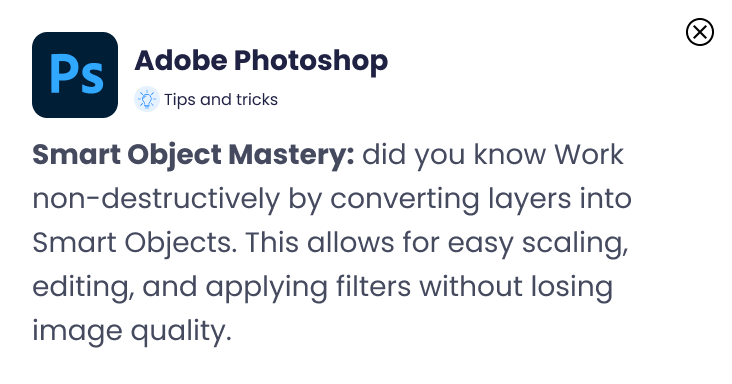 Ps
Adobe Photoshop
Tips and tricks
Smart Object Mastery: did you know Work
non-destructively by converting layers into
Smart Objects. This allows for easy scaling,
editing, and applying filters without losing
image quality.